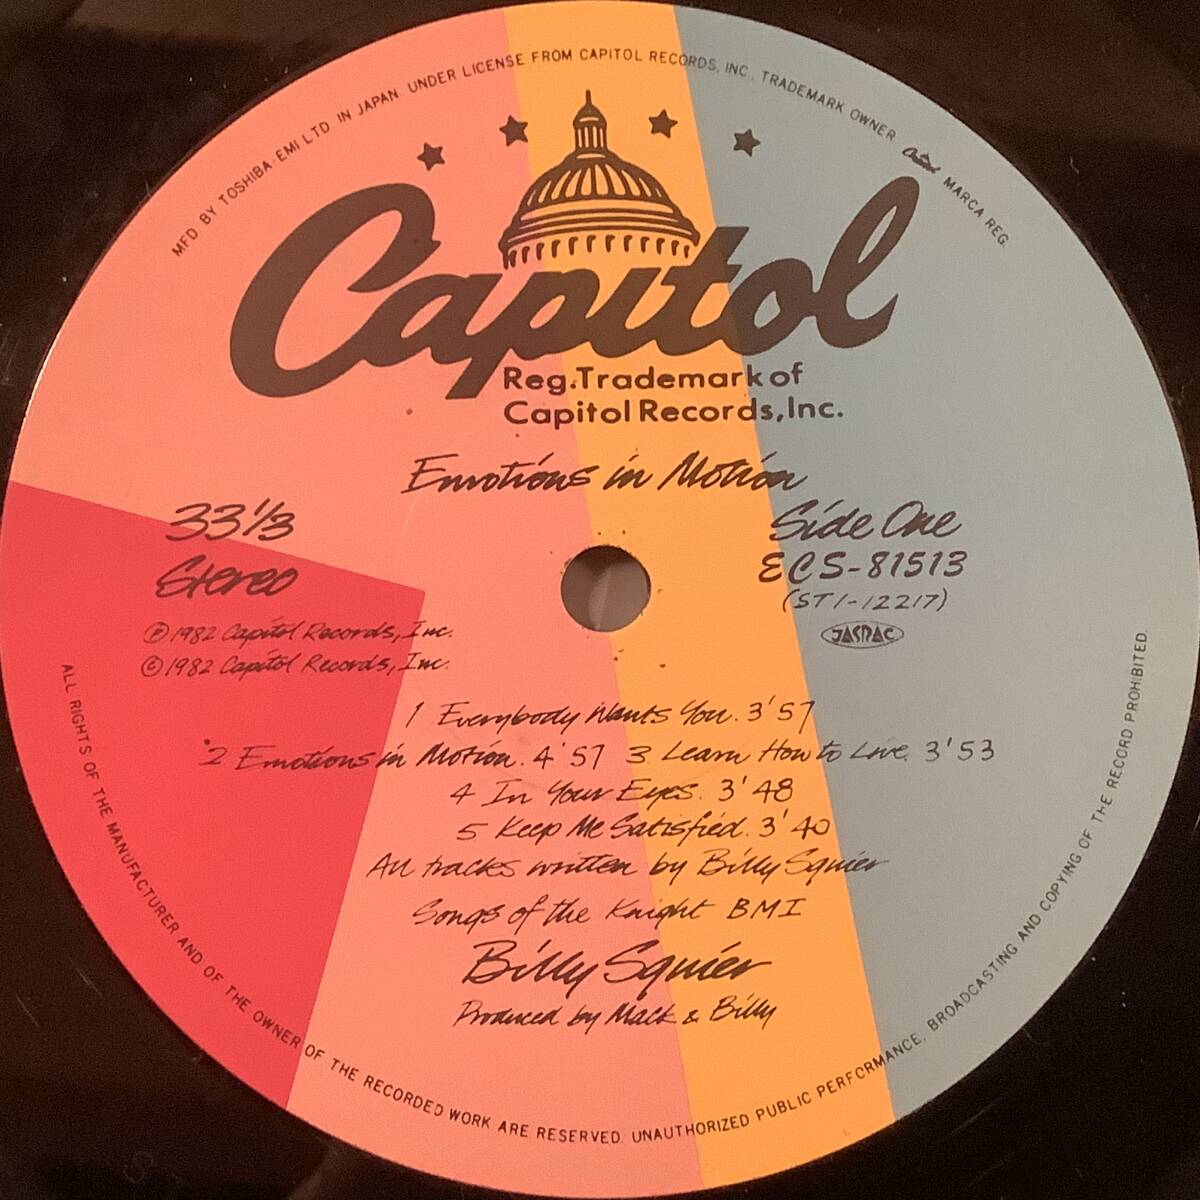 MFD. BY TOSHIBA-EMI LTD. IN JAPAN. UNDER LICENSE FROM CAPITOL RECORDS, INC., TRADEMARK OWNER. Capitol MARCA REG.
Capitol
Reg.Trademark of
Capitol Records,Inc.
Emotions in Motion
33 1/3
Stereo
℗ 1982 Capitol Records, Inc.
© 1982 Capitol Records, Inc.
Side One
ECS-81513
(ST1-12217)
JASRAC
1 Everybody Wants You. 3'57
2 Emotions in Motion. 4'57 3 Learn How to Live. 3'53
4 In Your Eyes. 3'48
5 Keep Me Satisfied. 3'40
All tracks written by Billy Squier
Songs of the Knight BMI
Billy Squier
Produced by Mack & Billy
ALL RIGHTS OF THE MANUFACTURER AND OF THE OWNER OF THE RECORDED WORK ARE RESERVED. UNAUTHORIZED PUBLIC PERFORMANCE, BROADCASTING AND COPYING OF THE RECORD PROHIBITED.